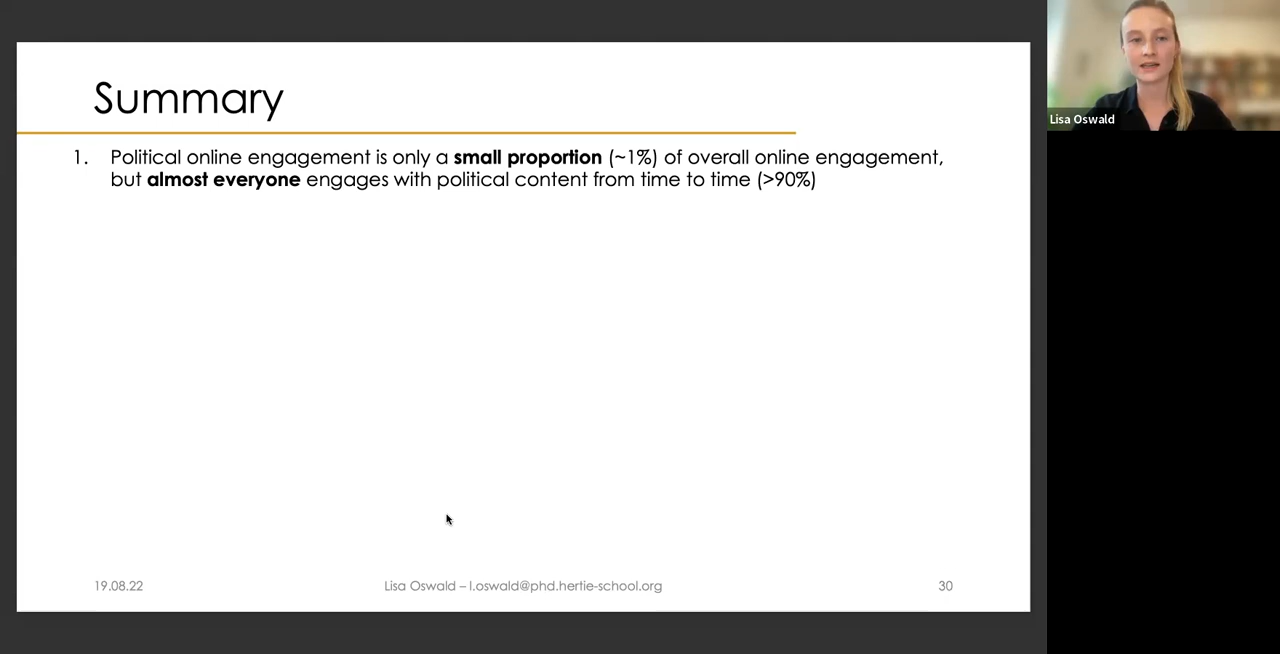 Summary
1. Political online engagement is only a small proportion (~1%) of overall online engagement,
but almost everyone engages with political content from time to time (>90%)
19.08.22
Lisa Oswald – l.oswald@phd.hertie-school.org
30
Lisa Oswald